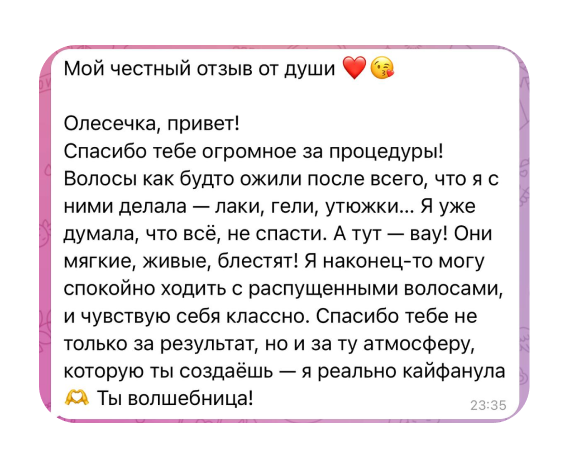 Мой честный отзыв от души ❤️😘
Олесечка, привет!
Спасибо тебе огромное за процедуры!
Волосы как будто ожили после всего, что я с
ними делала — лаки, гели, утюжки... Я уже
думала, что всё, не спасти. А тут — вау! Они
мягкие, живые, блестят! Я наконец-то могу
спокойно ходить с распущенными волосами,
и чувствую себя классно. Спасибо тебе не
только за результат, но и за ту атмосферу,
которую ты создаёшь — я реально кайфанула
🫶 Ты волшебница!
23:35